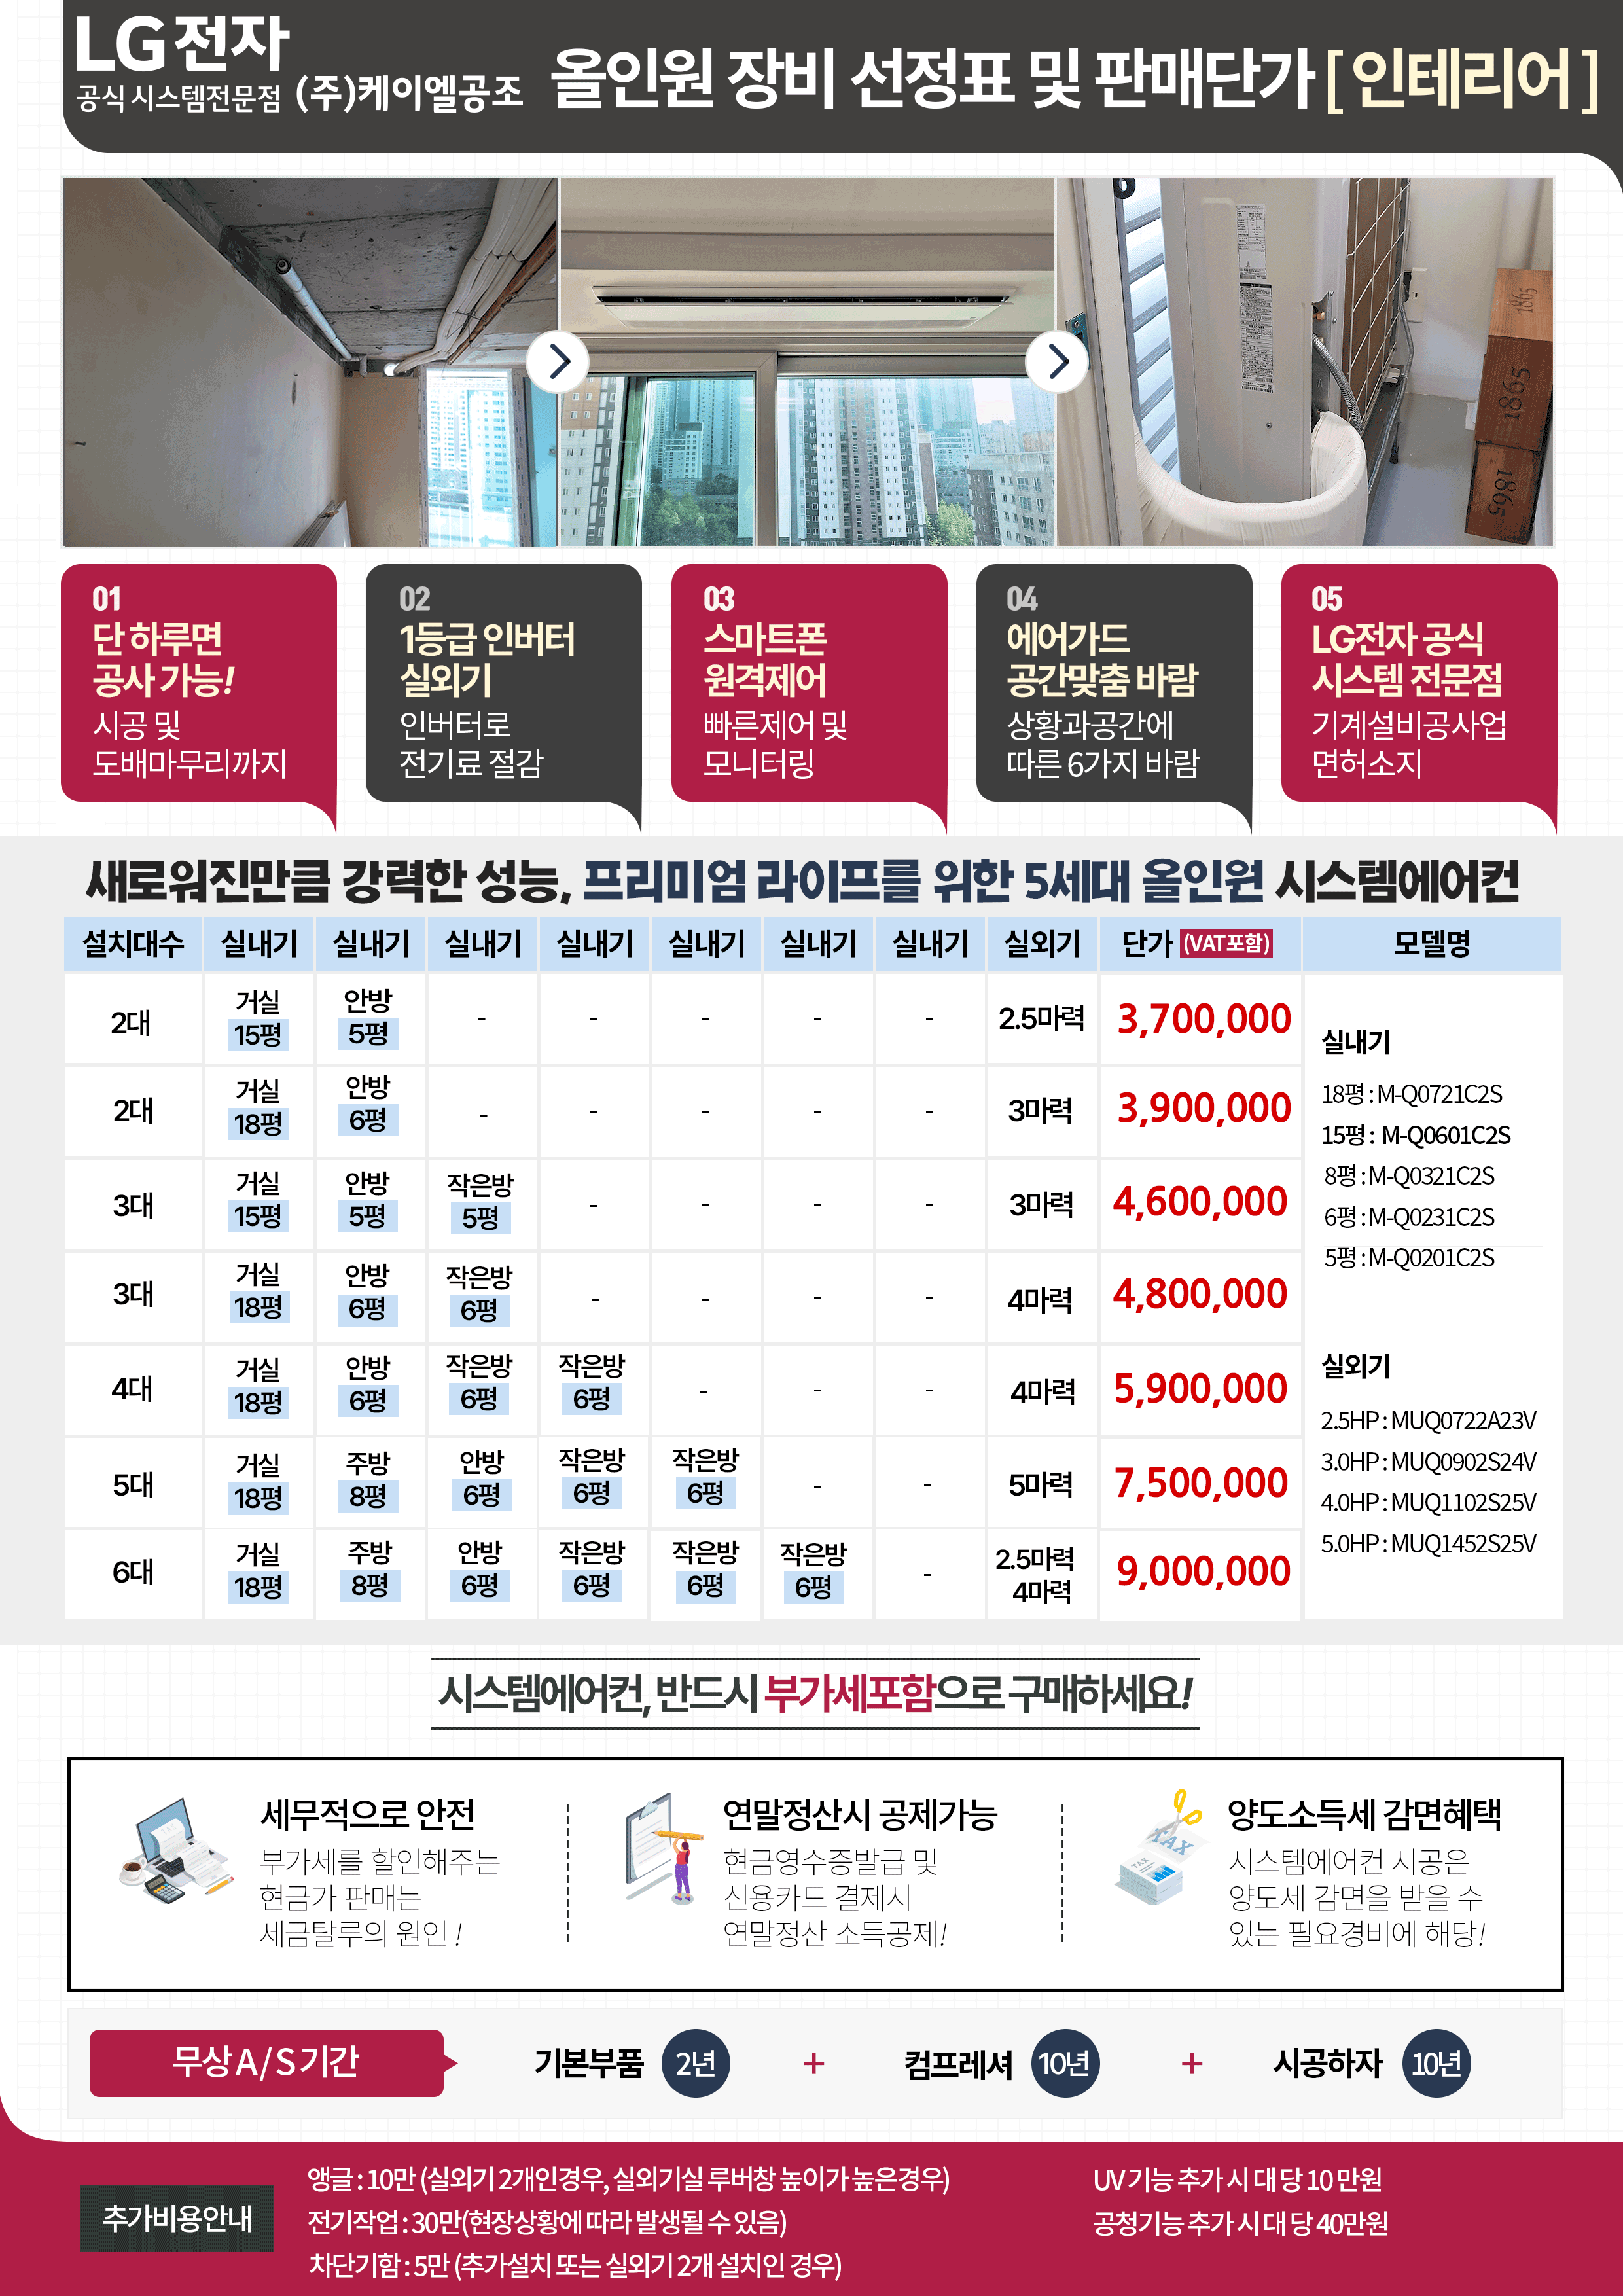 LG전자
공식 시스템전문점 (주)케이엘공조
올인원 장비 선정표 및 판매단가 [ 인테리어 ]
1865
1865
1865
01
단 하루면
공사 가능!
시공 및
도배마무리까지
02
1등급 인버터
실외기
인버터로
전기료 절감
03
스마트폰
원격제어
빠른제어 및
모니터링
04
에어가드
공간맞춤 바람
상황과공간에
따른 6가지 바람
05
LG전자 공식
시스템 전문점
기계설비공사업
면허소지
새로워진만큼 강력한 성능, 프리미엄 라이프를 위한 5세대 올인원 시스템에어컨
설치대수 실내기 실내기 실내기 실내기 실내기 실내기 실내기 실외기 단가 (VAT포함) 모델명
2대 거실 15평 안방 5평 - - - - - 2.5마력 3,700,000
2대 거실 18평 안방 6평 - - - - - 3마력 3,900,000
3대 거실 15평 안방 5평 작은방 5평 - - - - 3마력 4,600,000
3대 거실 18평 안방 6평 작은방 6평 - - - - 4마력 4,800,000
4대 거실 18평 안방 6평 작은방 6평 작은방 6평 - - - 4마력 5,900,000
5대 거실 18평 주방 8평 안방 6평 작은방 6평 작은방 6평 - - 5마력 7,500,000
6대 거실 18평 주방 8평 안방 6평 작은방 6평 작은방 6평 작은방 6평 - 2.5마력 4마력 9,000,000
실내기
18평 : M-Q0721C2S
15평 : M-Q0601C2S
8평 : M-Q0321C2S
6평 : M-Q0231C2S
5평 : M-Q0201C2S
실외기
2.5HP : MUQ0722A23V
3.0HP : MUQ0902S24V
4.0HP : MUQ1102S25V
5.0HP : MUQ1452S25V
시스템에어컨, 반드시 부가세포함으로 구매하세요!
세무적으로 안전
부가세를 할인해주는
현금가 판매는
세금탈루의 원인 !
연말정산시 공제가능
현금영수증발급 및
신용카드 결제시
연말정산 소득공제!
TAX
TAX
양도소득세 감면혜택
시스템에어컨 시공은
양도세 감면을 받을 수
있는 필요경비에 해당!
무상 A / S 기간
기본부품 2년 + 컴프레셔 10년 + 시공하자 10년
추가비용안내
앵글 : 10만 (실외기 2개인경우, 실외기실 루버창 높이가 높은경우)
전기작업 : 30만(현장상황에 따라 발생될 수 있음)
차단기함 : 5만 (추가설치 또는 실외기 2개 설치인 경우)
UV 기능 추가 시 대 당 10 만원
공청기능 추가 시 대 당 40만원